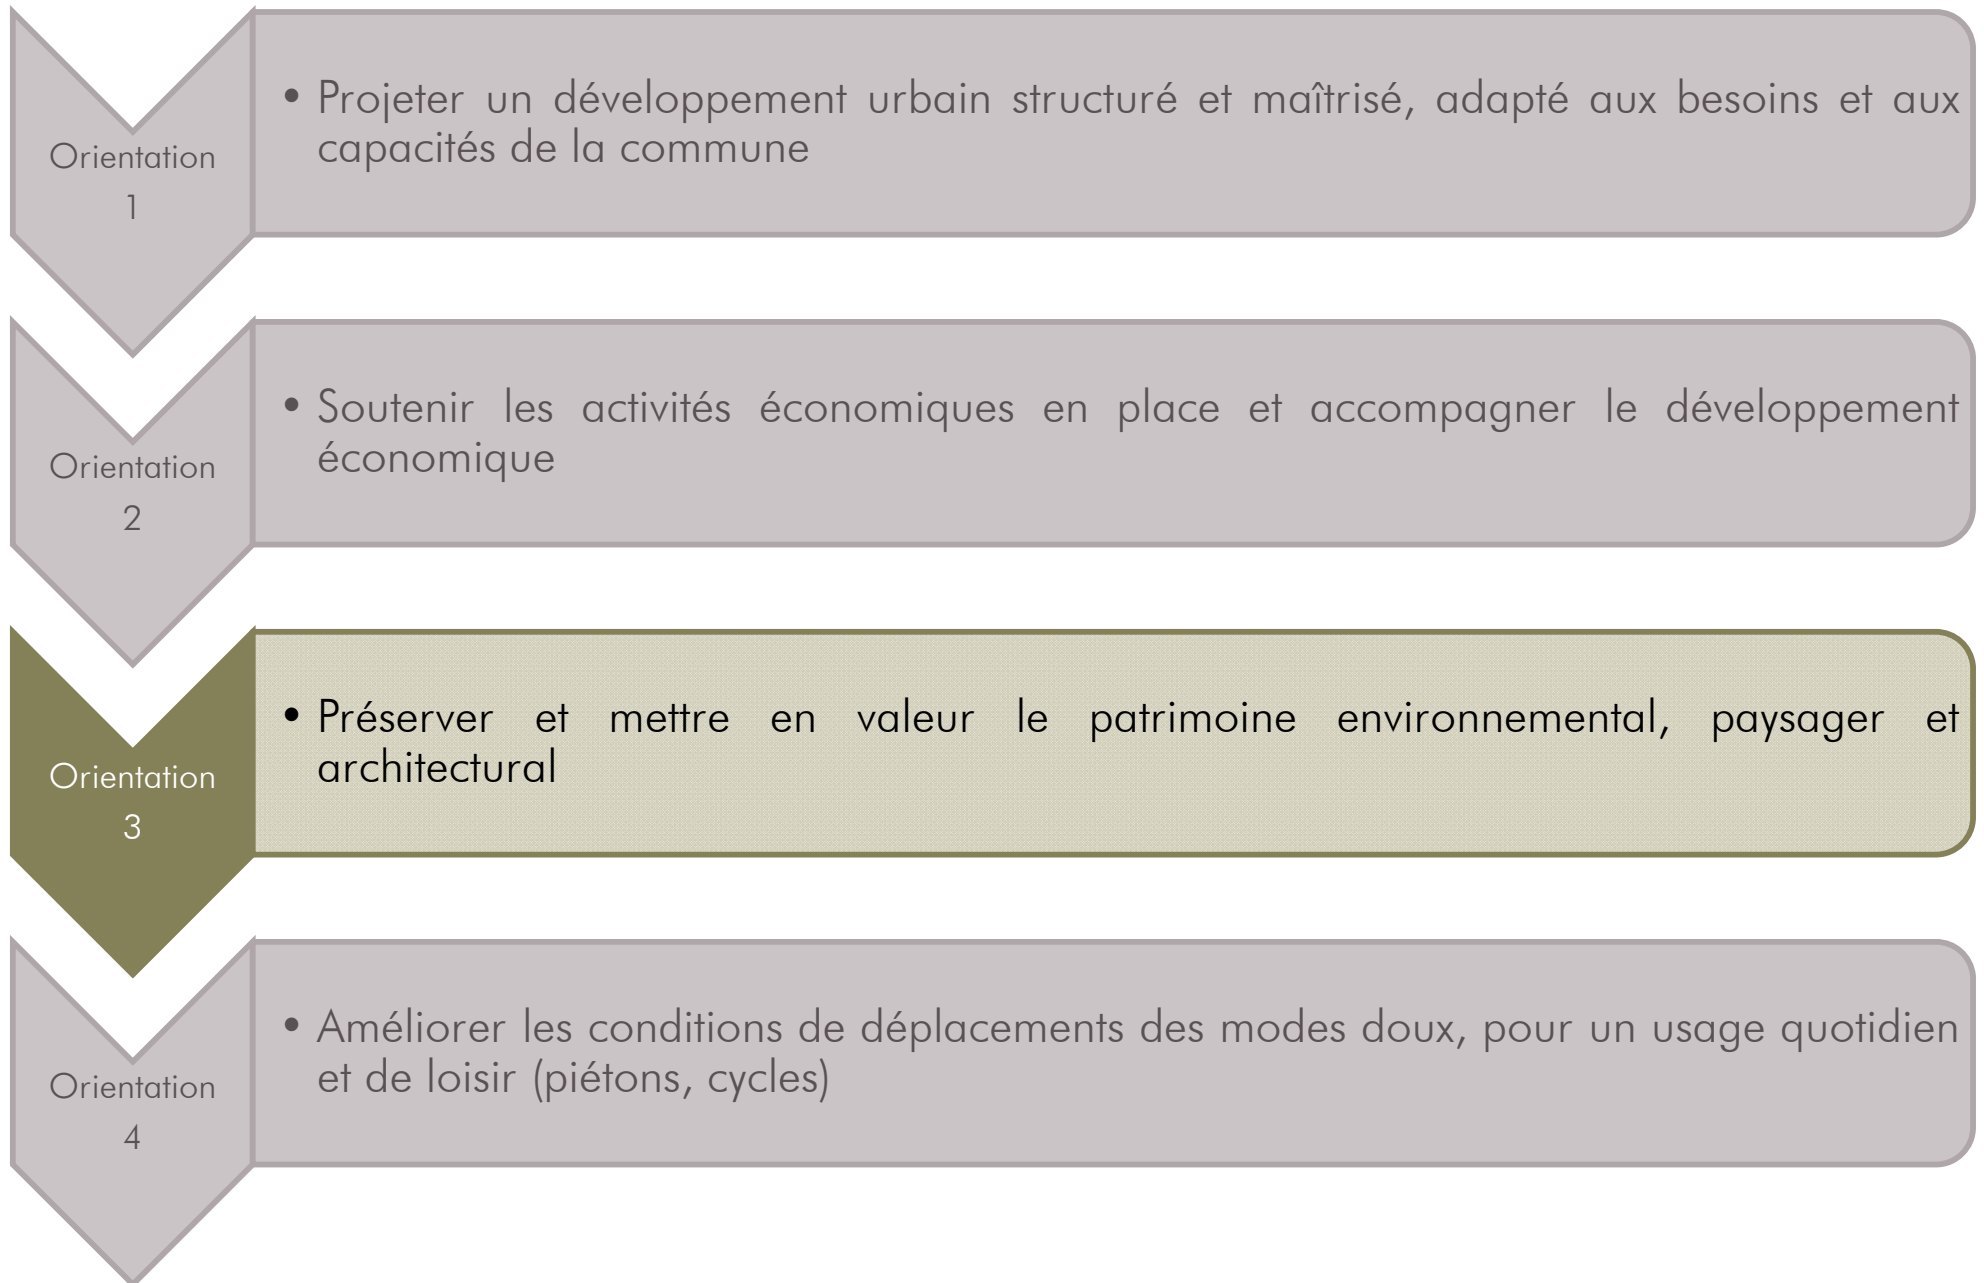 Orientation
1
• Projeter un développement urbain structuré et maîtrisé, adapté aux besoins et aux
capacités de la commune
Orientation
2
• Soutenir les activités économiques en place et accompagner le développement
économique
Orientation
3
• Préserver et mettre en valeur le patrimoine environnemental, paysager et
architectural
Orientation
4
• Améliorer les conditions de déplacements des modes doux, pour un usage quotidien
et de loisir (piétons, cycles)